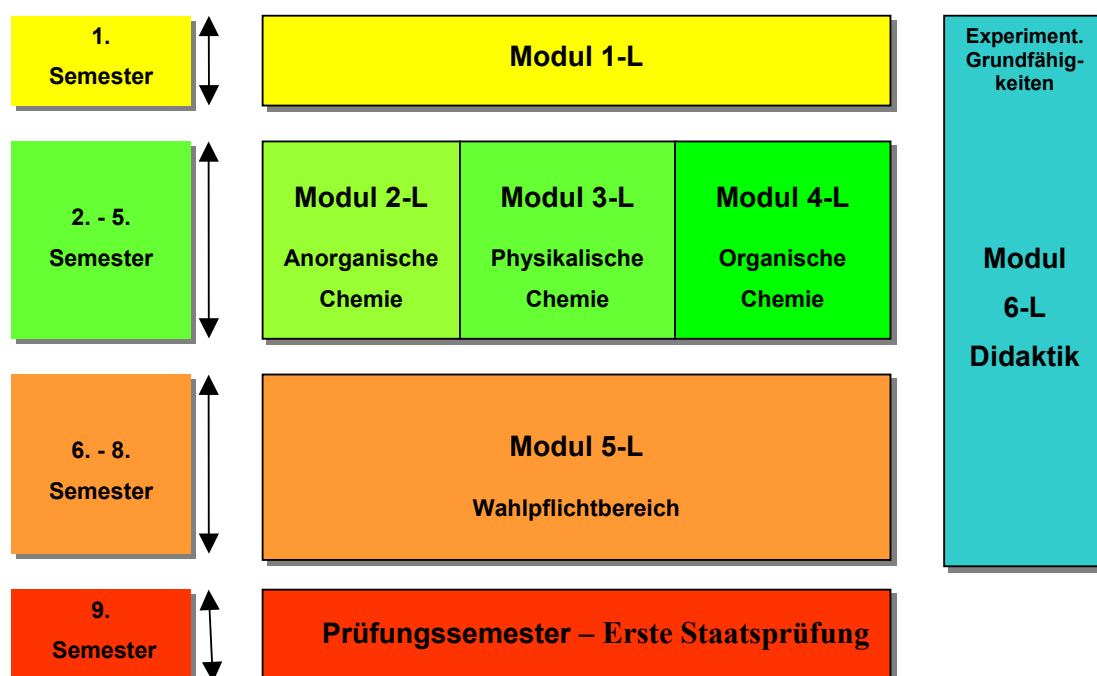 1.
Semester
Modul 1-L
Experiment.
Grundfähig-
keiten
2. - 5.
Semester
Modul 2-L
Anorganische
Chemie
Modul 3-L
Physikalische
Chemie
Modul 4-L
Organische
Chemie
Modul
6-L
Didaktik
6. - 8.
Semester
Modul 5-L
Wahlpflichtbereich
9.
Semester
Prüfungssemester – Erste Staatsprüfung